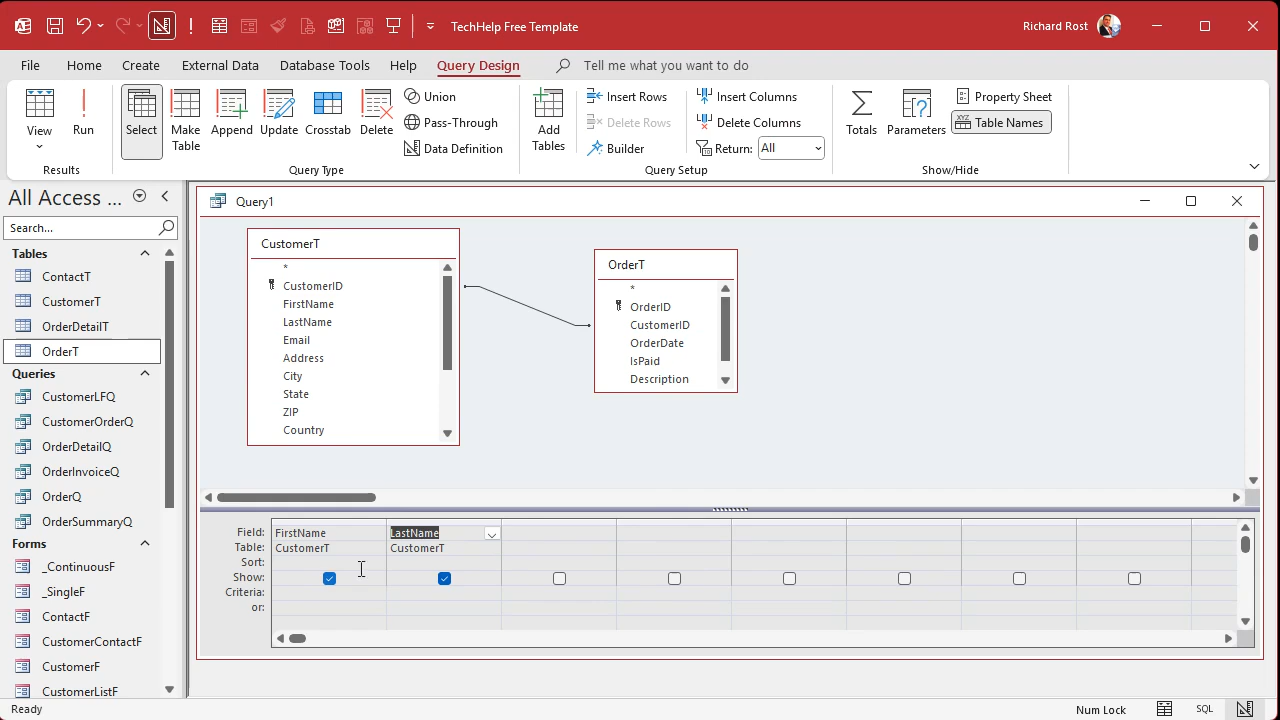 TechHelp Free Template
Richard Rost
File Home Create External Data Database Tools Help Query Design Tell me what you want to do
View
Run
Results
Select
Make Table
Append
Update
Crosstab
Delete
Union
Pass-Through
Data Definition
Query Type
Add Tables
Insert Rows
Delete Rows
Builder
Insert Columns
Delete Columns
Return: All
Query Setup
Totals
Parameters
Property Sheet
Table Names
Show/Hide
All Access ...
Search...
Tables
ContactT
CustomerT
OrderDetailT
OrderT
Queries
CustomerLFQ
CustomerOrderQ
OrderDetailQ
OrderInvoiceQ
OrderQ
OrderSummaryQ
Forms
_ContinuousF
_SingleF
ContactF
CustomerContactF
CustomerF
CustomerListF
Query1
CustomerT
*
CustomerID
FirstName
LastName
Email
Address
City
State
ZIP
Country
OrderT
*
OrderID
CustomerID
OrderDate
IsPaid
Description
Field: FirstName LastName
Table: CustomerT CustomerT
Sort:
Show:
Criteria:
or:
Ready
Num Lock
SQL